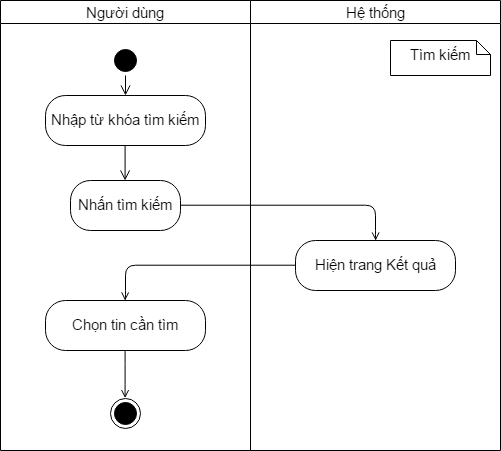 Người dùng
Hệ thống
Tìm kiếm
Nhập từ khóa tìm kiếm
Nhấn tìm kiếm
Hiện trang Kết quả
Chọn tin cần tìm